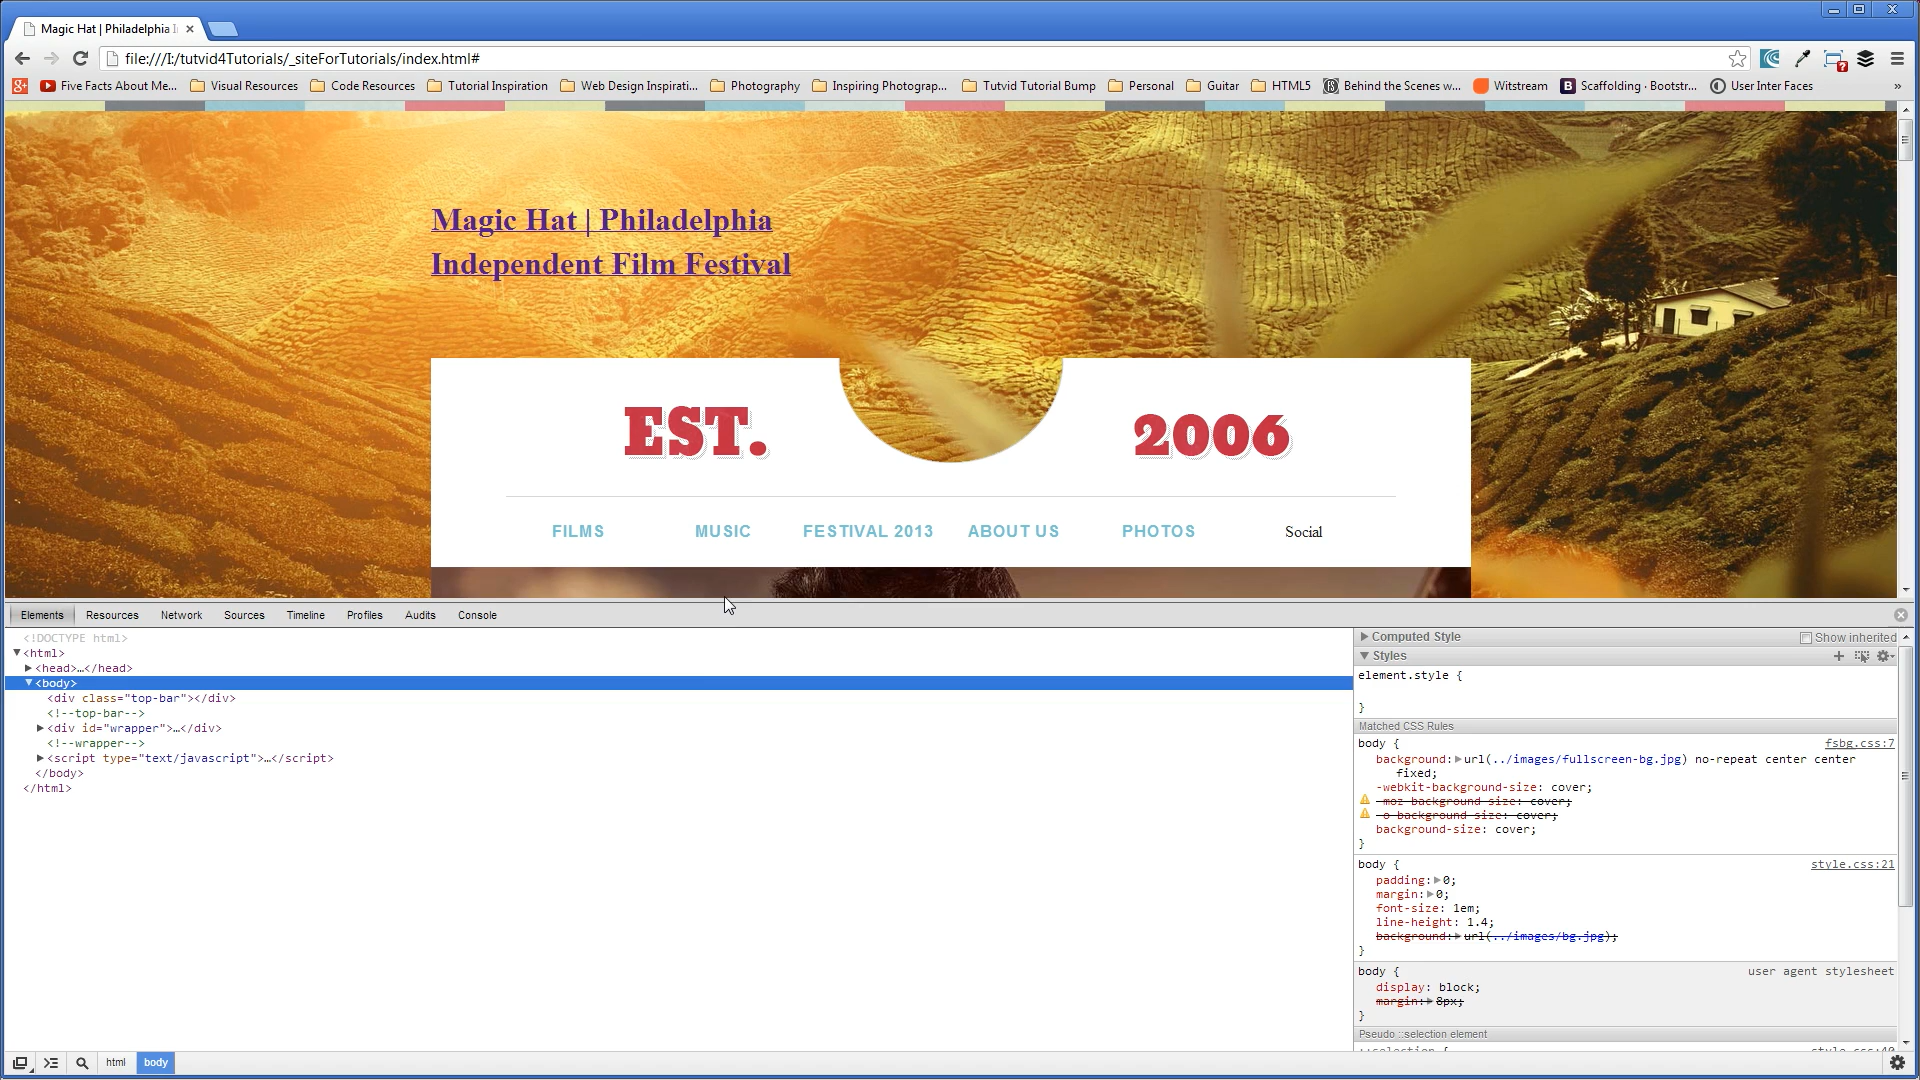 Magic Hat | Philadelphia I
file:///I:/tutvid4Tutorials/_siteForTutorials/index.html#
Five Facts About Me... Visual Resources Code Resources Tutorial Inspiration Web Design Inspirati... Photography Inspiring Photograp... Tutvid Tutorial Bump Personal Guitar HTML5 Behind the Scenes w... Witstream B Scaffolding · Bootstr... User Inter Faces »
Magic Hat | Philadelphia
Independent Film Festival
EST. 2006
FILMS MUSIC FESTIVAL 2013 ABOUT US PHOTOS Social
Elements Resources Network Sources Timeline Profiles Audits Console
<!DOCTYPE html>
<html>
<head>…</head>
<body>
<div class="top-bar"></div>
<!--top-bar-->
<div id="wrapper">…</div>
<!--wrapper-->
<script type="text/javascript">…</script>
</body>
</html>
Computed Style Show inherited
Styles
element.style {
}
Matched CSS Rules
body { fsbg.css:7
background: url(../images/fullscreen-bg.jpg) no-repeat center center
fixed;
-webkit-background-size: cover;
-moz-background-size: cover;
-o-background-size: cover;
background-size: cover;
}
body { style.css:21
padding: 0;
margin: 0;
font-size: 1em;
line-height: 1.4;
background: url(../images/bg.jpg);
}
body { user agent stylesheet
display: block;
margin: 8px;
}
Pseudo ::selection element
::selection { style.css:40
html body